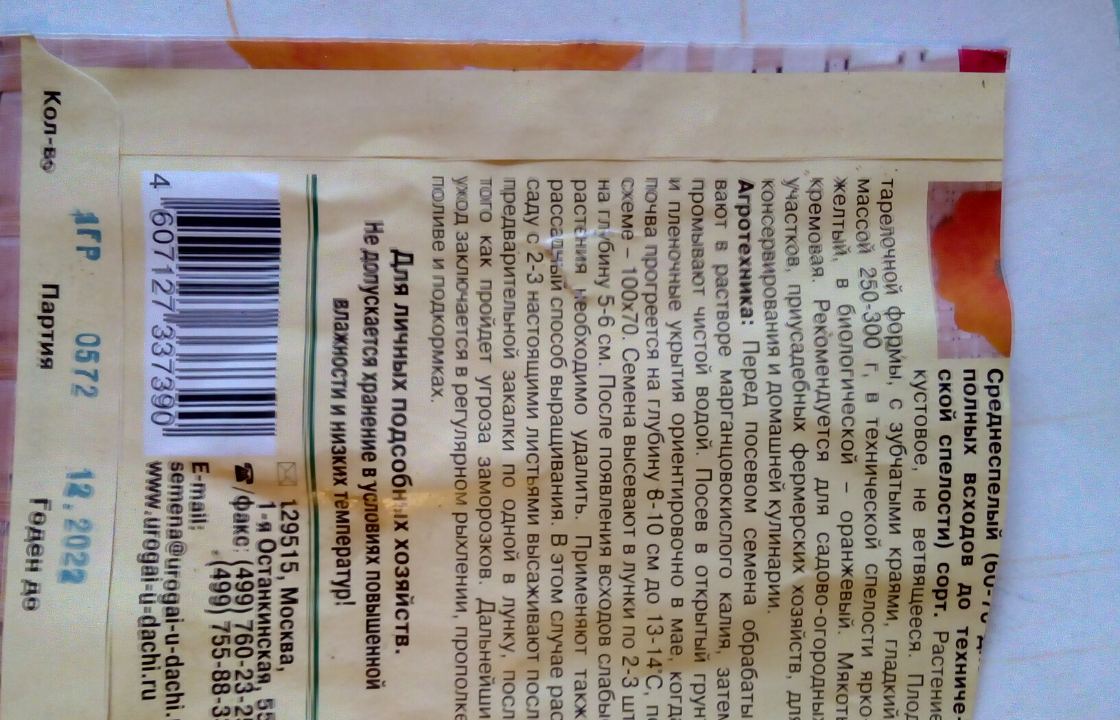 Среднеспелый (60-70
полных всходов до техниче-
ской спелости) сорт. Растение
кустовое, не ветвящееся. Плод
тарелочной формы, с зубчатыми краями, гладкий,
массой 250-300 г, в технической спелости ярко-
желтый, в биологической – оранжевый. Мякоть
кремовая. Рекомендуется для садово-огородных
участков, приусадебных фермерских хозяйств, для
консервирования и домашней кулинарии.
Агротехника: Перед посевом семена обрабаты
вают в растворе марганцовокислого калия, затем
промывают чистой водой. Посев в открытый грунт
и пленочные укрытия ориентировочно в мае, когда
почва прогреется на глубину 8-10 см до 13-14°С, по
схеме – 100х70. Семена высевают в лунки по 2-3 шт
на глубину 5-6 см. После появления всходов слабы
растения необходимо удалить. Применяют такж
рассадный способ выращивания. В этом случае рас
саду с 2-3 настоящими листьями высаживают посл
предварительной закалки по одной в лунку, посл
того как пройдет угроза заморозков. Дальнейши
уход заключается в регулярном рыхлении, прополке
поливе и подкормках.
Для личных подсобных хозяйств.
Не допускается хранение в условиях повышенной
влажности и низких температур!
129515, Москва,
1-я Останкинская, 55
/факс: (499) 760-23-2
(499) 755-88-3
E-mail:
semena@urogai-u-dachi.
www.urogai-u-dachi.ru
4 607127 337390
1ГР 0572 12.2022
Кол-во Партия Годен до